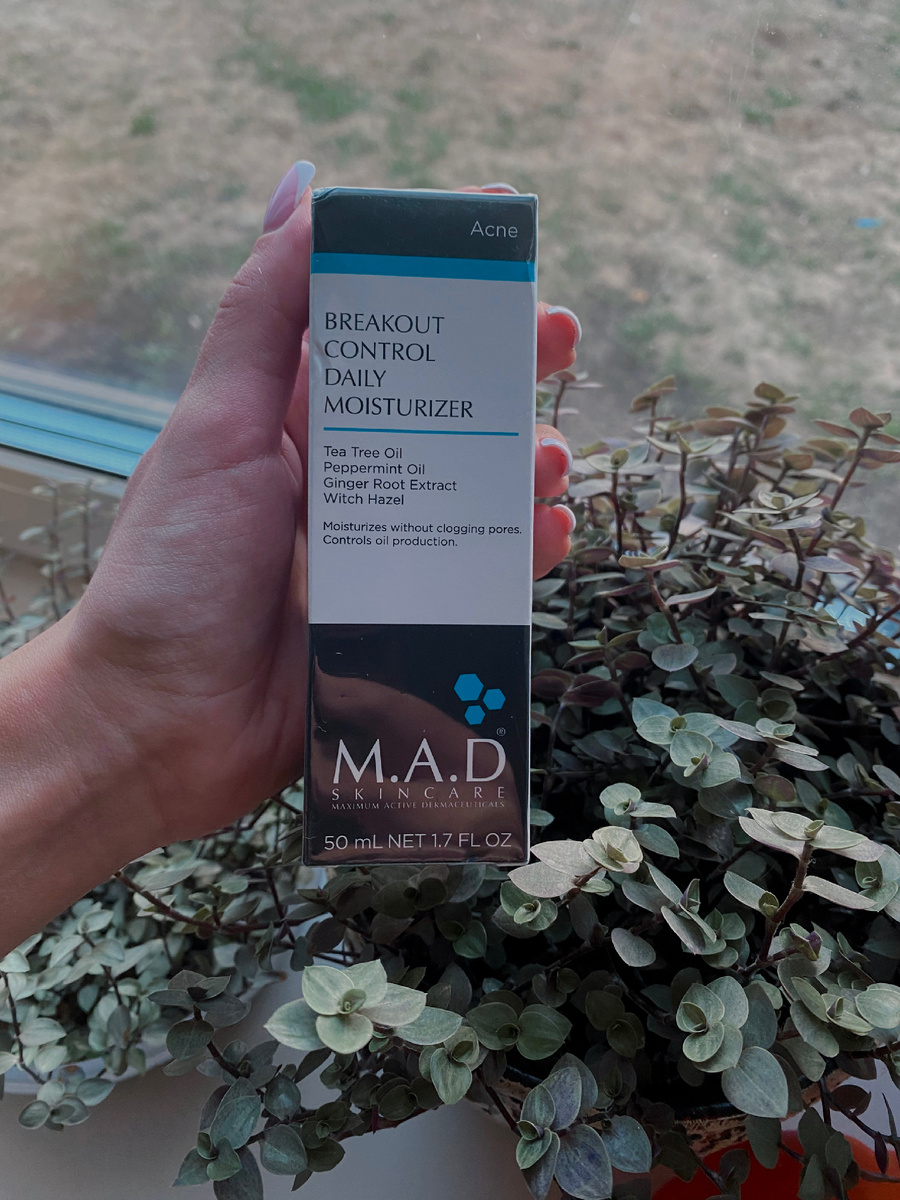 Acne
BREAKOUT
CONTROL
DAILY
MOISTURIZER
Tea Tree Oil
Peppermint Oil
Ginger Root Extract
Witch Hazel
Moisturizes without clogging pores.
Controls oil production.
M.A.D®
SKINCARE
MAXIMUM ACTIVE DERMACEUTICALS
50 mL NET 1.7 FL OZ